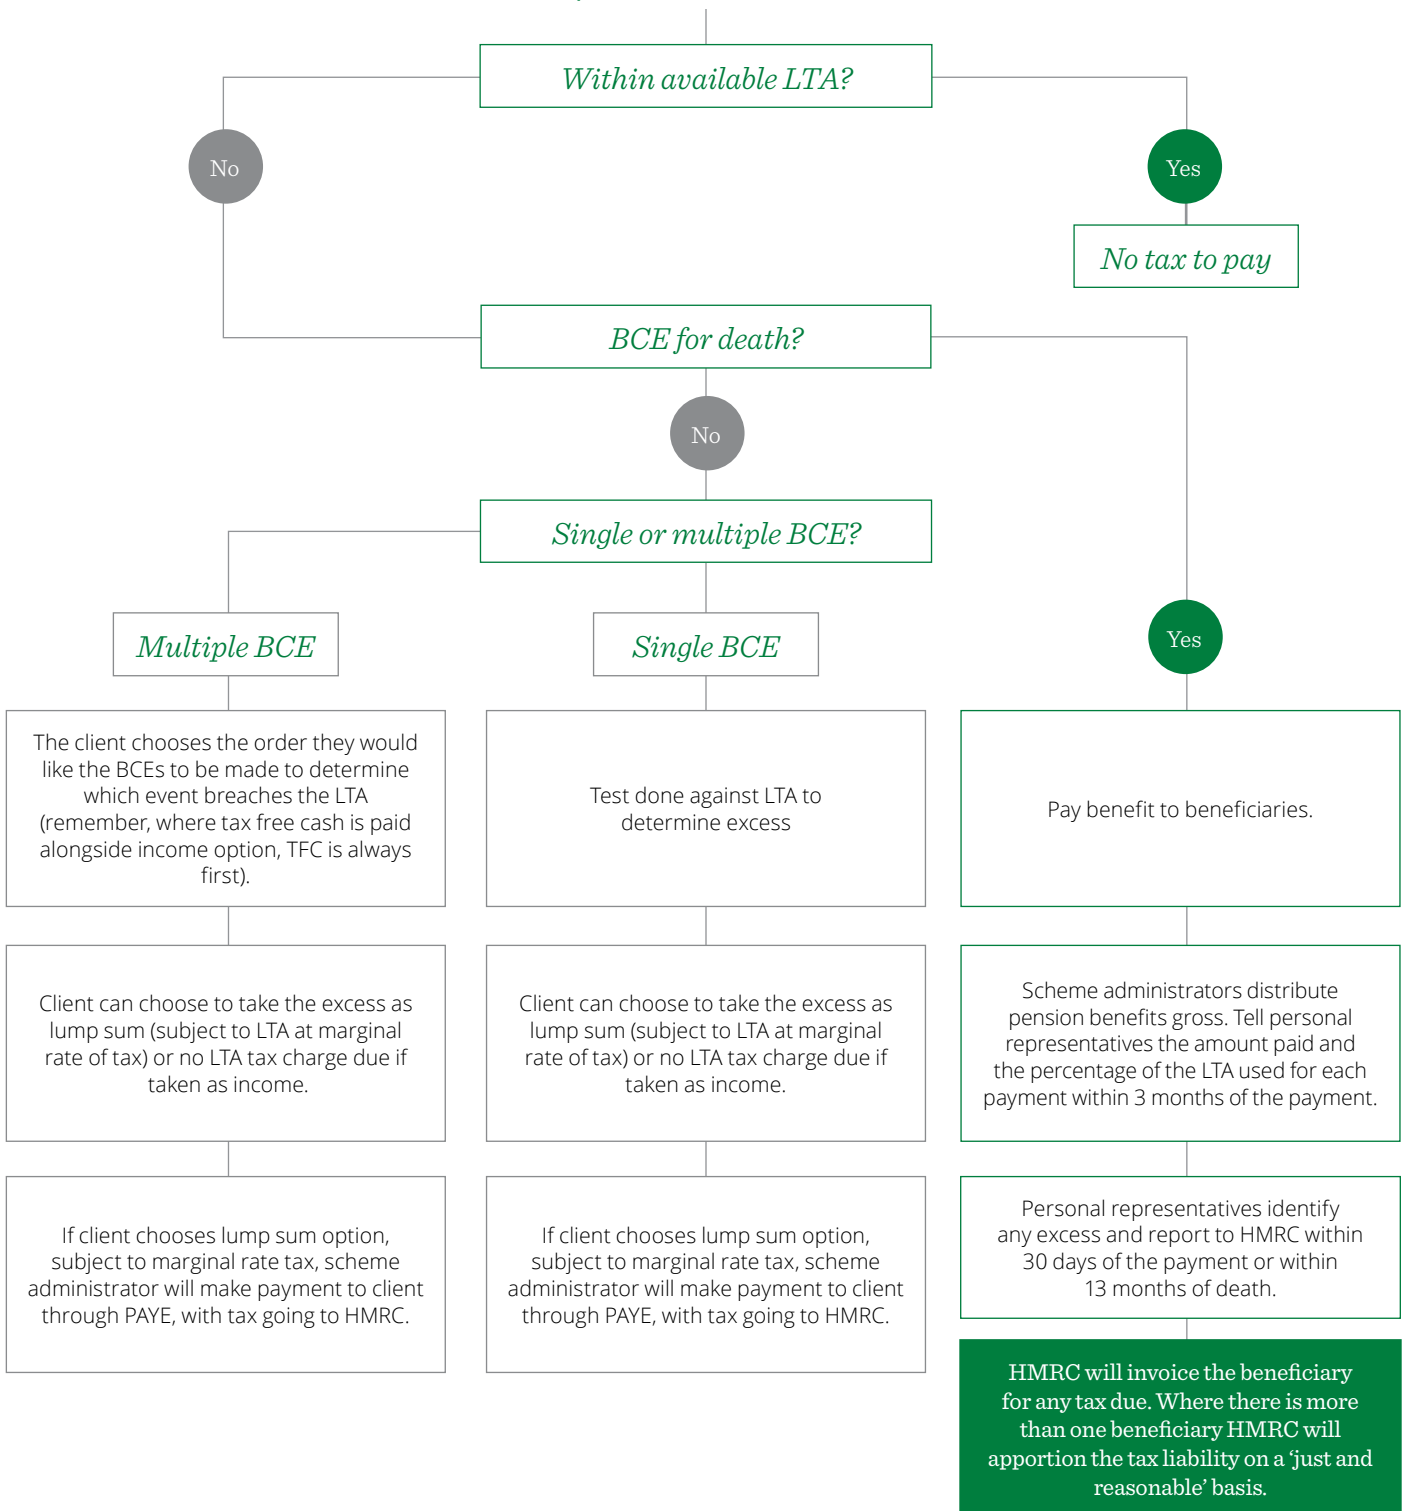 Within available LTA?
No
Yes
No tax to pay
BCE for death?
No
Single or multiple BCE?
Multiple BCE
Single BCE
Yes
The client chooses the order they would
like the BCEs to be made to determine
which event breaches the LTA
(remember, where tax free cash is paid
alongside income option, TFC is always
first).
Test done against LTA to
determine excess
Pay benefit to beneficiaries.
Client can choose to take the excess as
lump sum (subject to LTA at marginal
rate of tax) or no LTA tax charge due if
taken as income.
Client can choose to take the excess as
lump sum (subject to LTA at marginal
rate of tax) or no LTA tax charge due if
taken as income.
Scheme administrators distribute
pension benefits gross. Tell personal
representatives the amount paid and
the percentage of the LTA used for each
payment within 3 months of the payment.
If client chooses lump sum option,
subject to marginal rate tax, scheme
administrator will make payment to client
through PAYE, with tax going to HMRC.
If client chooses lump sum option,
subject to marginal rate tax, scheme
administrator will make payment to client
through PAYE, with tax going to HMRC.
Personal representatives identify
any excess and report to HMRC within
30 days of the payment or within
13 months of death.
HMRC will invoice the beneficiary
for any tax due. Where there is more
than one beneficiary HMRC will
apportion the tax liability on a ‘just and
reasonable’ basis.